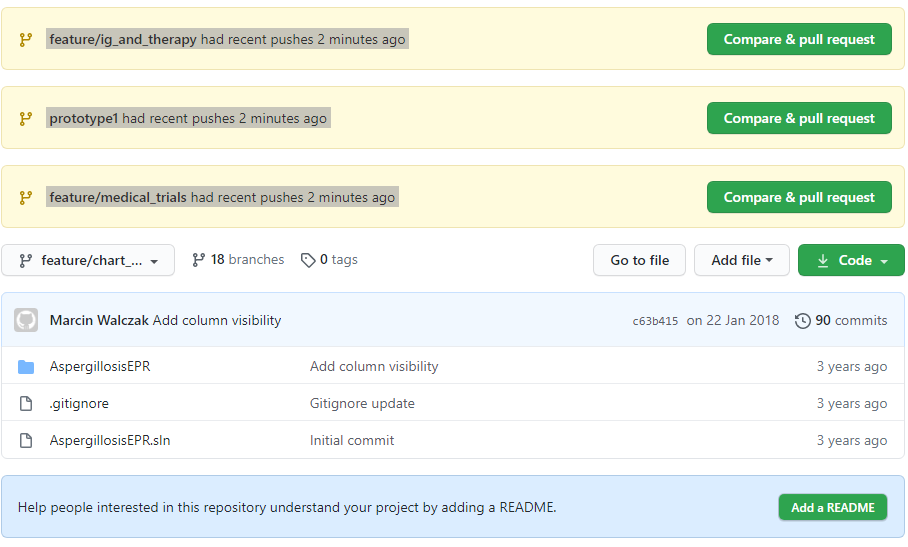 feature/ig_and_therapy had recent pushes 2 minutes ago Compare & pull request
prototype1 had recent pushes 2 minutes ago Compare & pull request
feature/medical_trials had recent pushes 2 minutes ago Compare & pull request
feature/chart_... 18 branches 0 tags Go to file Add file Code
Marcin Walczak Add column visibility c63b415 on 22 Jan 2018 90 commits
AspergillosisEPR Add column visibility 3 years ago
.gitignore Gitignore update 3 years ago
AspergillosisEPR.sln Initial commit 3 years ago
Help people interested in this repository understand your project by adding a README. Add a README